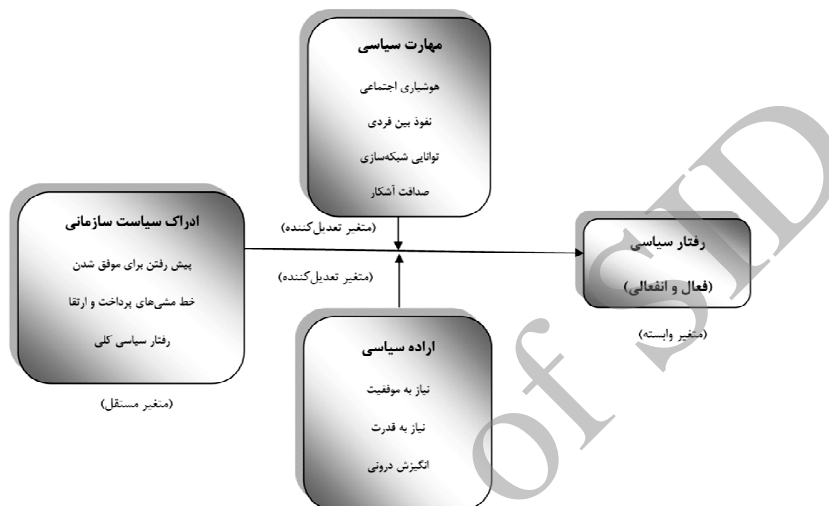 مهارت سیاسی
هوشیاری اجتماعی
نفوذ بین فردی
توانایی شبکه‌سازی
صداقت آشکار
ادراک سیاست سازمانی
پیش رفتن برای موفق شدن
خط مشی‌های پرداخت و ارتقا
رفتار سیاسی کلی
(متغیر مستقل)
(متغیر تعدیل‌کننده)
(متغیر تعدیل‌کننده)
رفتار سیاسی
(فعال و انفعالی)
(متغیر وابسته)
اراده سیاسی
نیاز به موفقیت
نیاز به قدرت
انگیزش درونی
of SID